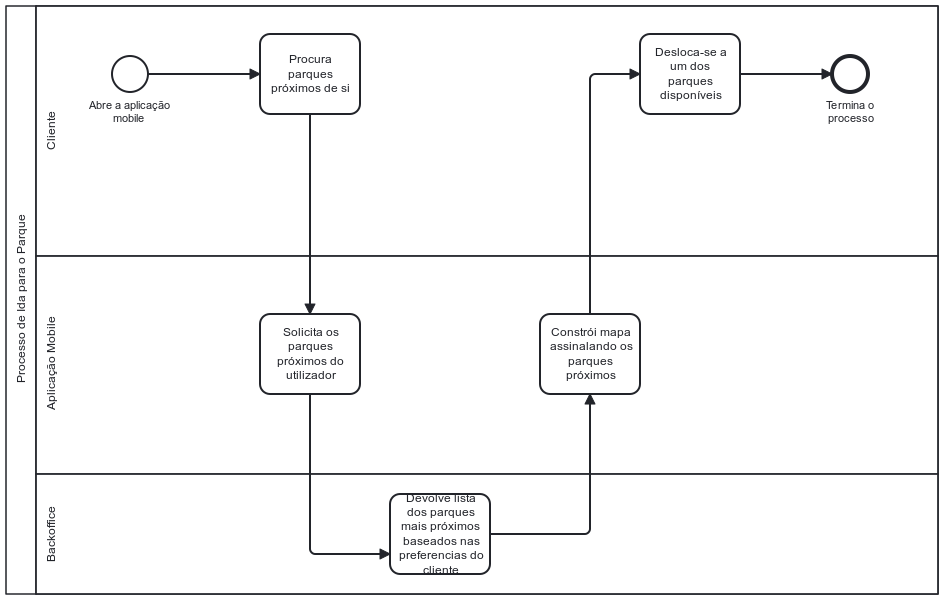 Processo de Ida para o Parque
Cliente
Abre a aplicação
mobile
Procura
parques
próximos de si
Desloca-se a
um dos
parques
disponíveis
Termina o
processo
Aplicação Mobile
Solicita os
parques
próximos do
utilizador
Constrói mapa
assinalando os
parques
próximos
Backoffice
Devolve lista
dos parques
mais próximos
baseados nas
preferencias do
cliente